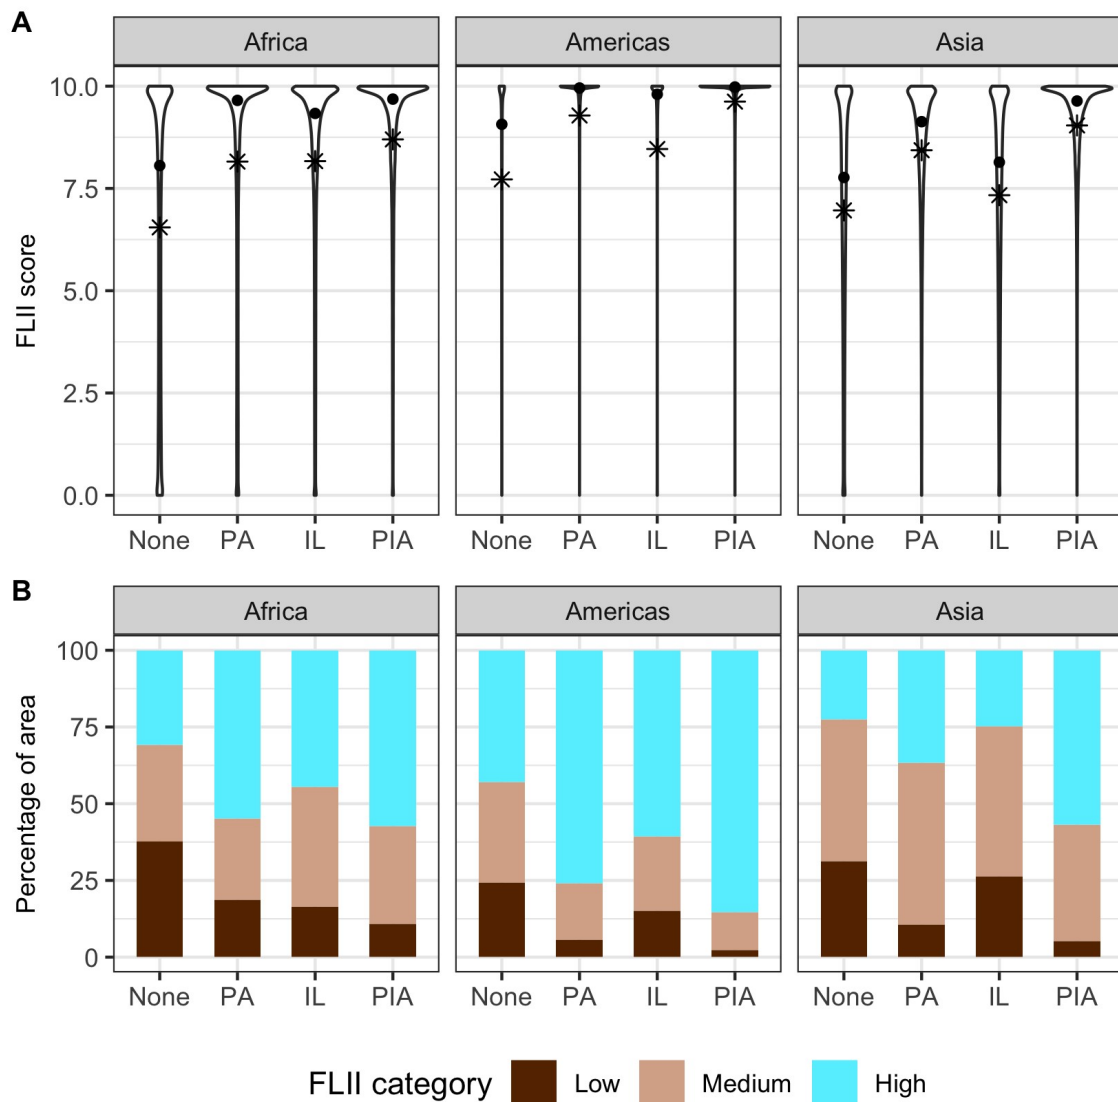 A
Africa Americas Asia
FLII score
10.0
7.5
5.0
2.5
0.0
None PA IL PIA None PA IL PIA None PA IL PIA
B
Africa Americas Asia
Percentage of area
100
75
50
25
0
None PA IL PIA None PA IL PIA None PA IL PIA
FLII category Low Medium High